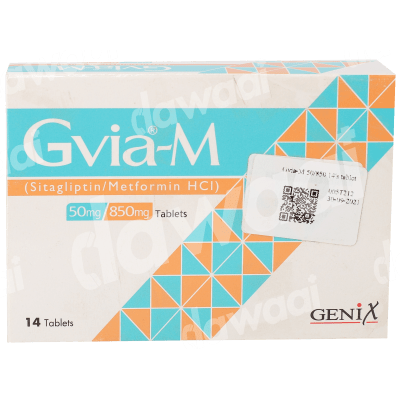 Gvia-M
(Sitagliptin/Metformin HCl)
50mg/850mg Tablets
14 Tablets
GENIX
dawaai